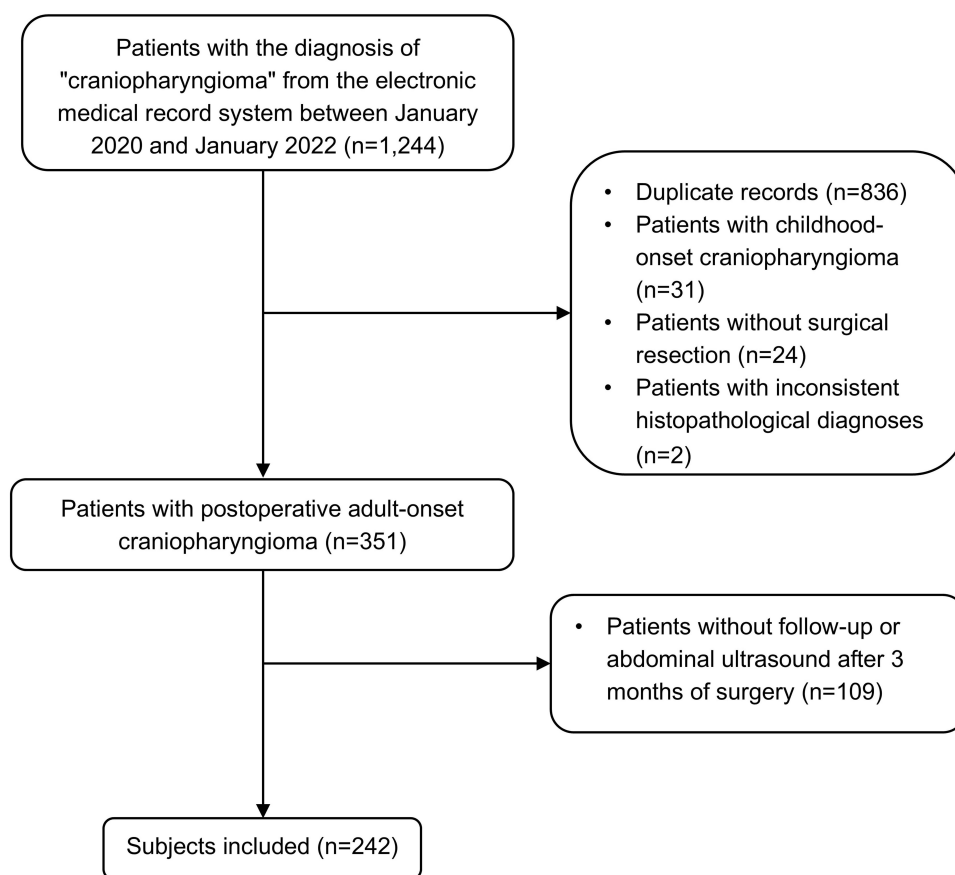 Patients with the diagnosis of
"craniopharyngioma" from the electronic
medical record system between January
2020 and January 2022 (n=1,244)
• Duplicate records (n=836)
• Patients with childhood-
onset craniopharyngioma
(n=31)
• Patients without surgical
resection (n=24)
• Patients with inconsistent
histopathological diagnoses
(n=2)
Patients with postoperative adult-onset
craniopharyngioma (n=351)
• Patients without follow-up or
abdominal ultrasound after 3
months of surgery (n=109)
Subjects included (n=242)